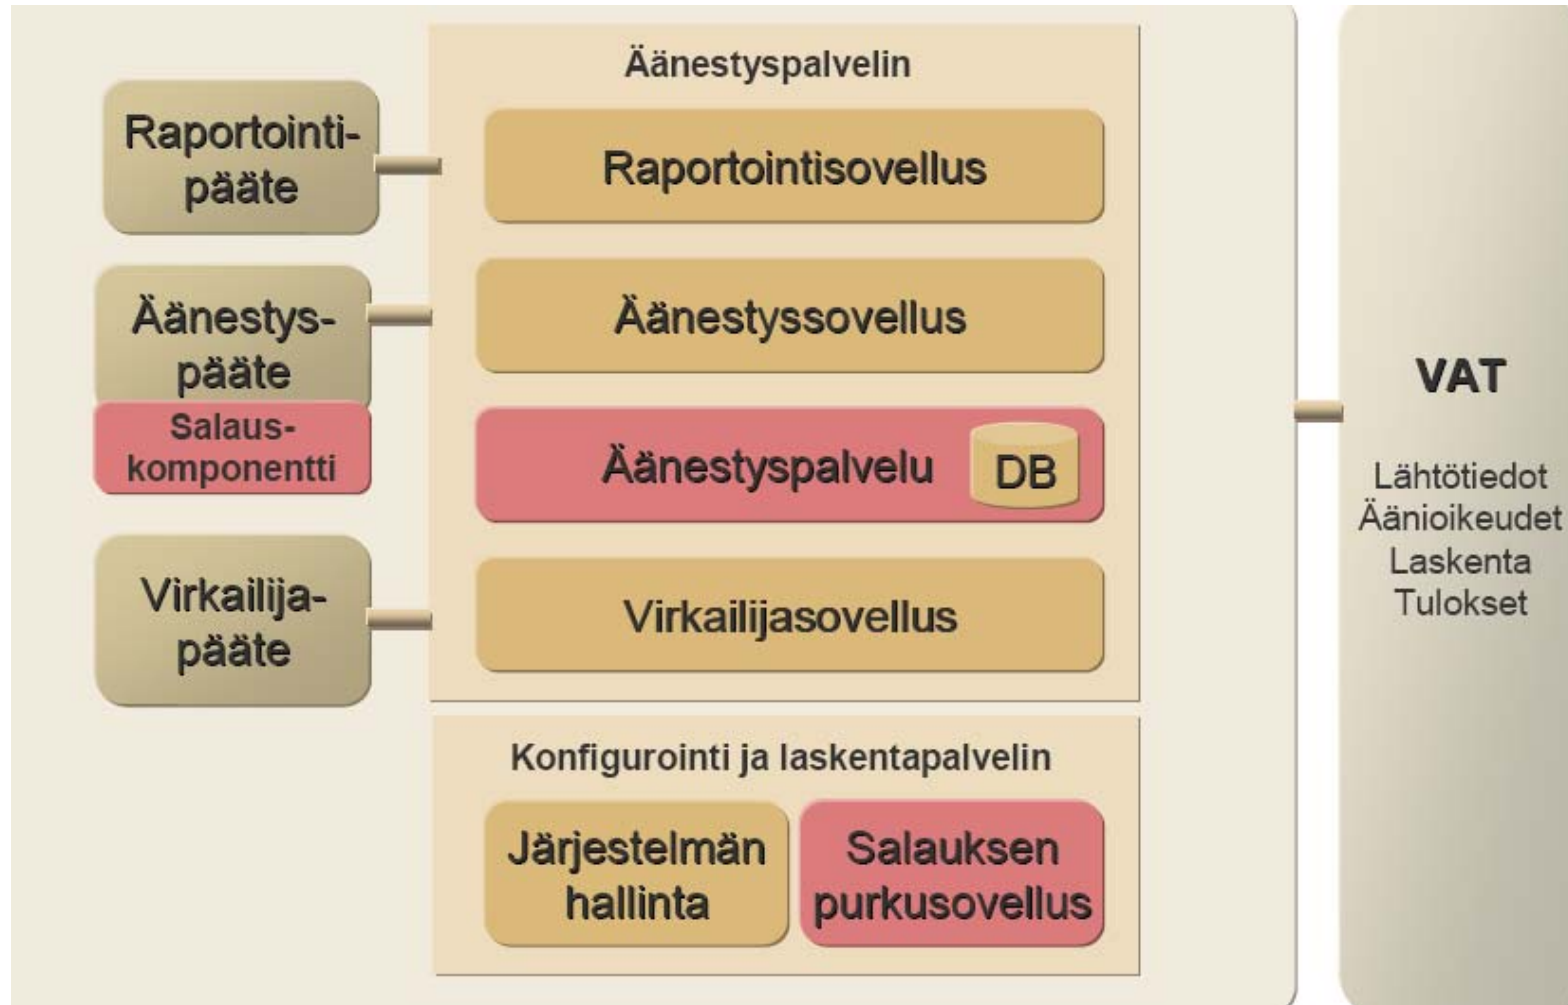 Äänestyspalvelin
Raportointi-
pääte
Raportointisovellus
Äänestys-
pääte
Salaus-
komponentti
Äänestyssovellus
Äänestyspalvelu
DB
Virkailija-
pääte
Virkailijasovellus
Konfigurointi ja laskentapalvelin
Järjestelmän
hallinta
Salauksen
purkusovellus
VAT
Lähtötiedot
Äänioikeudet
Laskenta
Tulokset